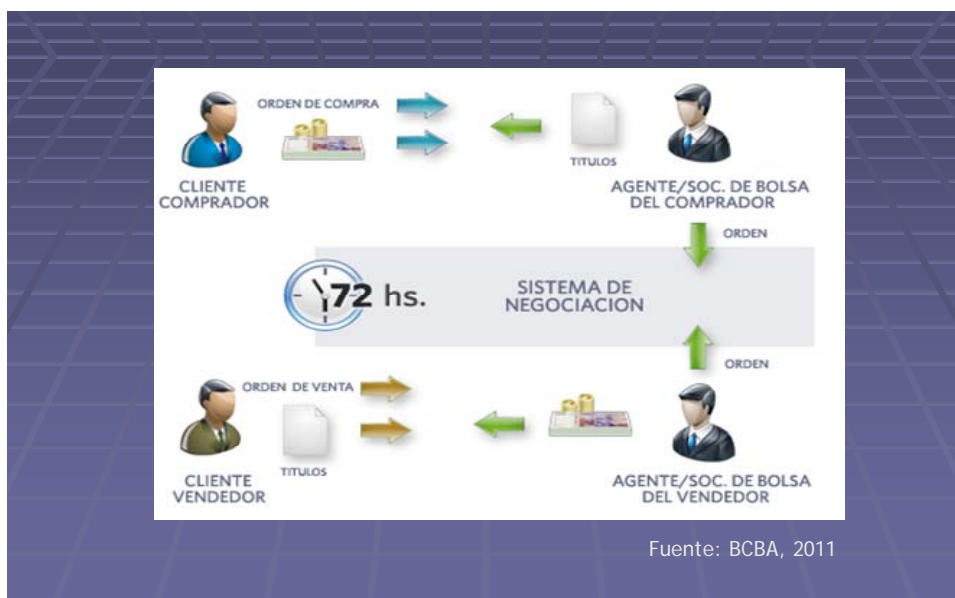 ORDEN DE COMPRA
TITULOS
CLIENTE
COMPRADOR
AGENTE/SOC. DE BOLSA
DEL COMPRADOR
ORDEN
72 hs.
SISTEMA DE
NEGOCIACION
ORDEN
ORDEN DE VENTA
TITULOS
CLIENTE
VENDEDOR
AGENTE/SOC. DE BOLSA
DEL VENDEDOR
Fuente: BCBA, 2011